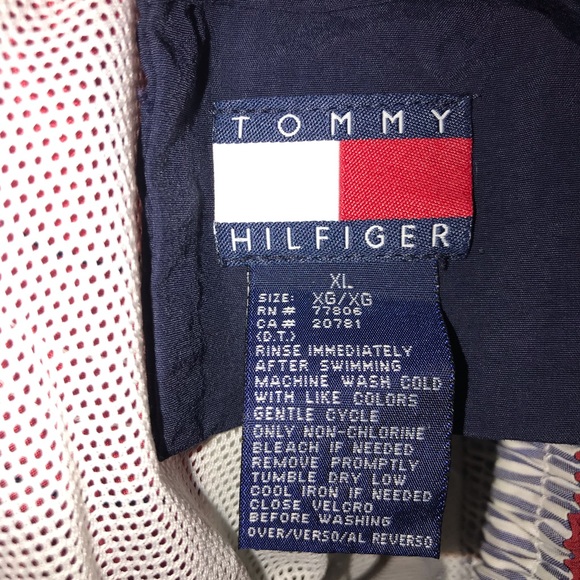 TOMMY
HILFIGER
XL
SIZE: XG/XG
RN# 77806
CA# 20781
(D.T.)
RINSE IMMEDIATELY
AFTER SWIMMING
MACHINE WASH COLD
WITH LIKE COLORS
GENTLE CYCLE
ONLY NON-CHLORINE
BLEACH IF NEEDED
REMOVE PROMPTLY
TUMBLE DRY LOW
COOL IRON IF NEEDED
CLOSE VELCRO
BEFORE WASHING
OVER/VERSO/AL REVERSO